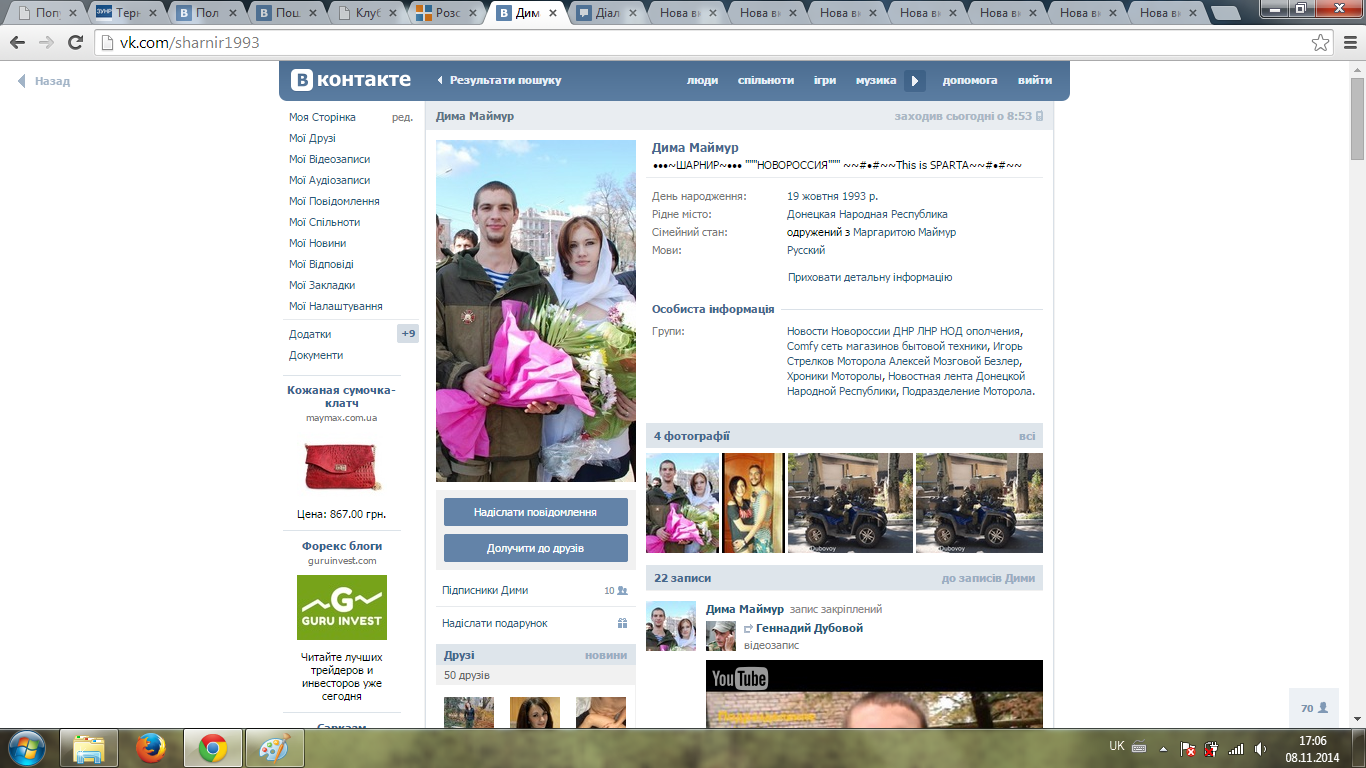 Попу
Терн
Пол
Пош
Клуб
Розс
Дим
Діал
Нова вк
Нова вк
Нова вк
Нова вк
Нова вк
Нова вк
Нова вк
vk.com/sharnir1993
Назад
В контакте
Результати пошуку
люди
спільноти
ігри
музика
допомога
вийти
Моя Сторінка ред.
Мої Друзі
Мої Відеозаписи
Мої Аудіозаписи
Мої Повідомлення
Мої Спільноти
Мої Новини
Мої Відповіді
Мої Закладки
Мої Налаштування
Додатки +9
Документи
Кожаная сумочка-
клатч
maymax.com.ua
Цена: 867.00 грн.
Форекс блоги
guruinvest.com
G
GURU INVEST
Читайте лучших
трейдеров и
инвесторов уже
сегодня
Сарказм
Дима Маймур заходив сьогодні о 8:53
Надіслати повідомлення
Долучити до друзів
Підписники Дими 10
Надіслати подарунок
Друзі новини
50 друзів
Дима Маймур
•••~ШАРНИР~••• """НОВОРОССИЯ""" ~~#•#~~This is SPARTA~~#•#~~
День народження: 19 жовтня 1993 р.
Рідне місто: Донецкая Народная Республика
Сімейний стан: одружений з Маргаритою Маймур
Мови: Русский
Приховати детальну інформацію
Особиста інформація
Групи: Новости Новороссии ДНР ЛНР НОД ополчения,
Comfy сеть магазинов бытовой техники, Игорь
Стрелков Моторола Алексей Мозговой Безлер,
Хроники Моторолы, Новостная лента Донецкой
Народной Республики, Подразделение Моторола.
4 фотографії всі
Dubovoy
Dubovoy
22 записи до записів Дими
Дима Маймур запис закріплений
Геннадий Дубовой
відеозапис
YouTube
70
UK
17:06
08.11.2014